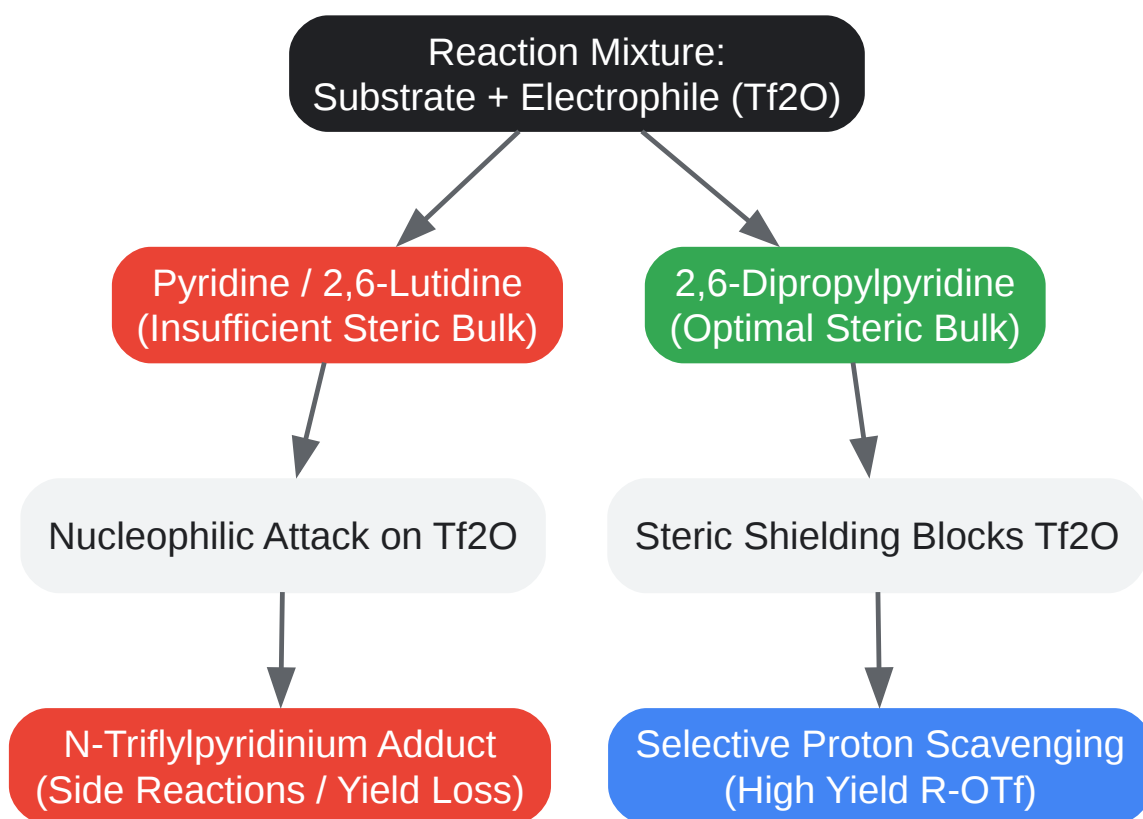 Reaction Mixture:
Substrate + Electrophile (Tf2O)
Pyridine / 2,6-Lutidine
(Insufficient Steric Bulk)
2,6-Dipropylpyridine
(Optimal Steric Bulk)
Nucleophilic Attack on Tf2O
Steric Shielding Blocks Tf2O
N-Triflylpyridinium Adduct
(Side Reactions / Yield Loss)
Selective Proton Scavenging
(High Yield R-OTf)